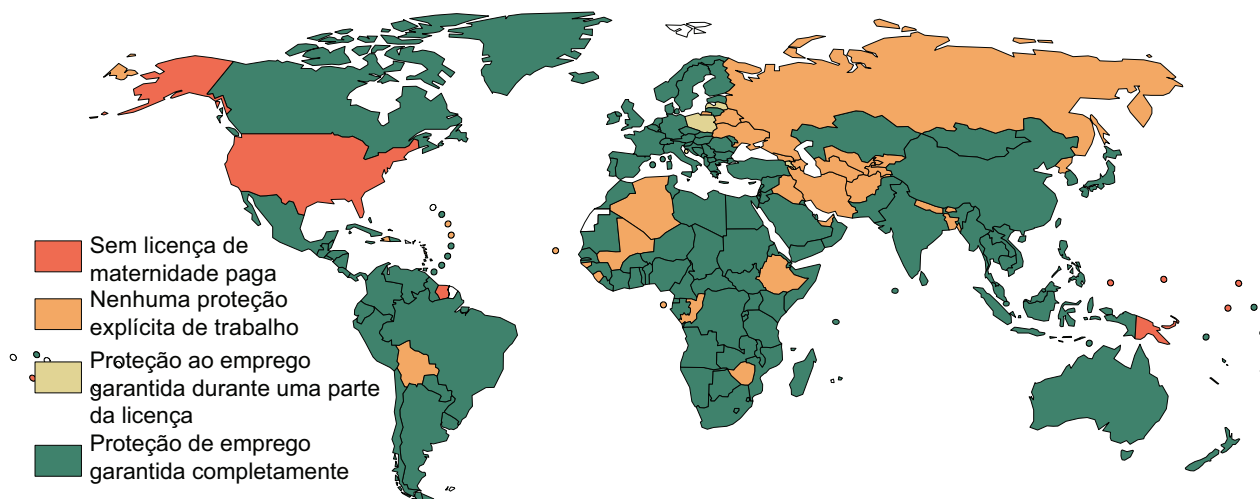 Sem licença de
maternidade paga
Nenhuma proteção
explícita de trabalho
Proteção ao emprego
garantida durante uma parte
da licença
Proteção de emprego
garantida completamente